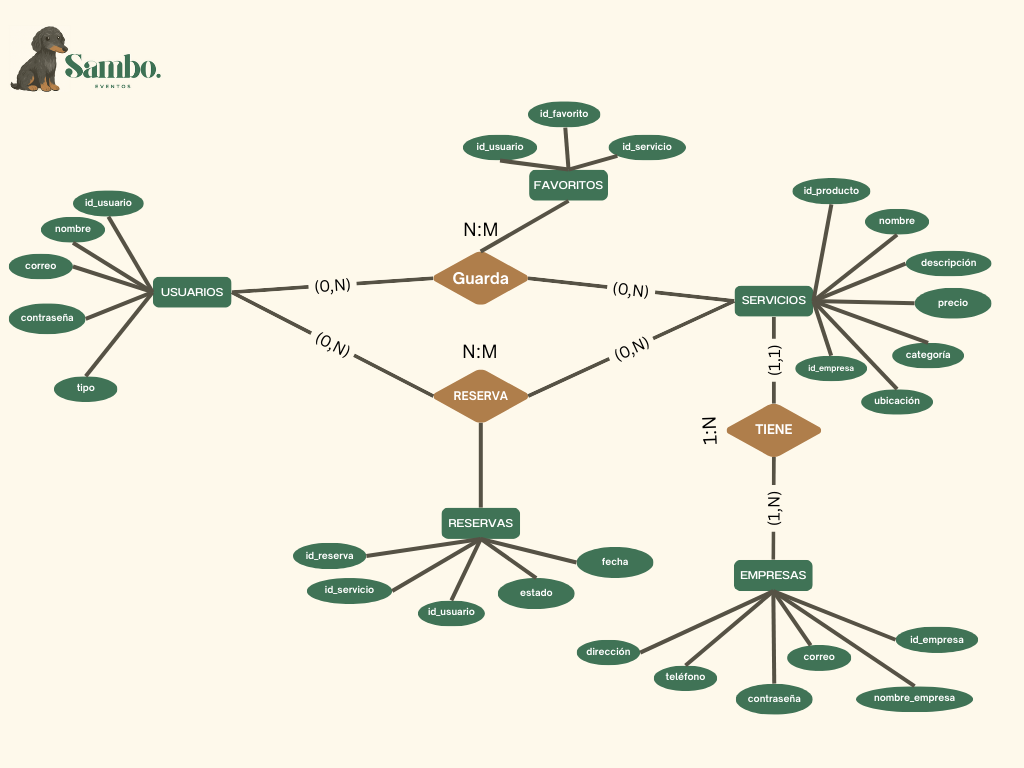 Sambo.
EVENTOS
id_favorito
id_usuario
id_servicio
FAVORITOS
id_usuario
nombre
correo
contraseña
tipo
USUARIOS
N:M
Guarda
(0,N)
(0,N)
(0,N)
(0,N)
N:M
RESERVA
id_producto
nombre
descripción
precio
categoría
id_empresa
ubicación
SERVICIOS
(1,1)
1:N
TIENE
(1,N)
RESERVAS
id_reserva
id_servicio
id_usuario
estado
fecha
EMPRESAS
dirección
teléfono
contraseña
correo
id_empresa
nombre_empresa